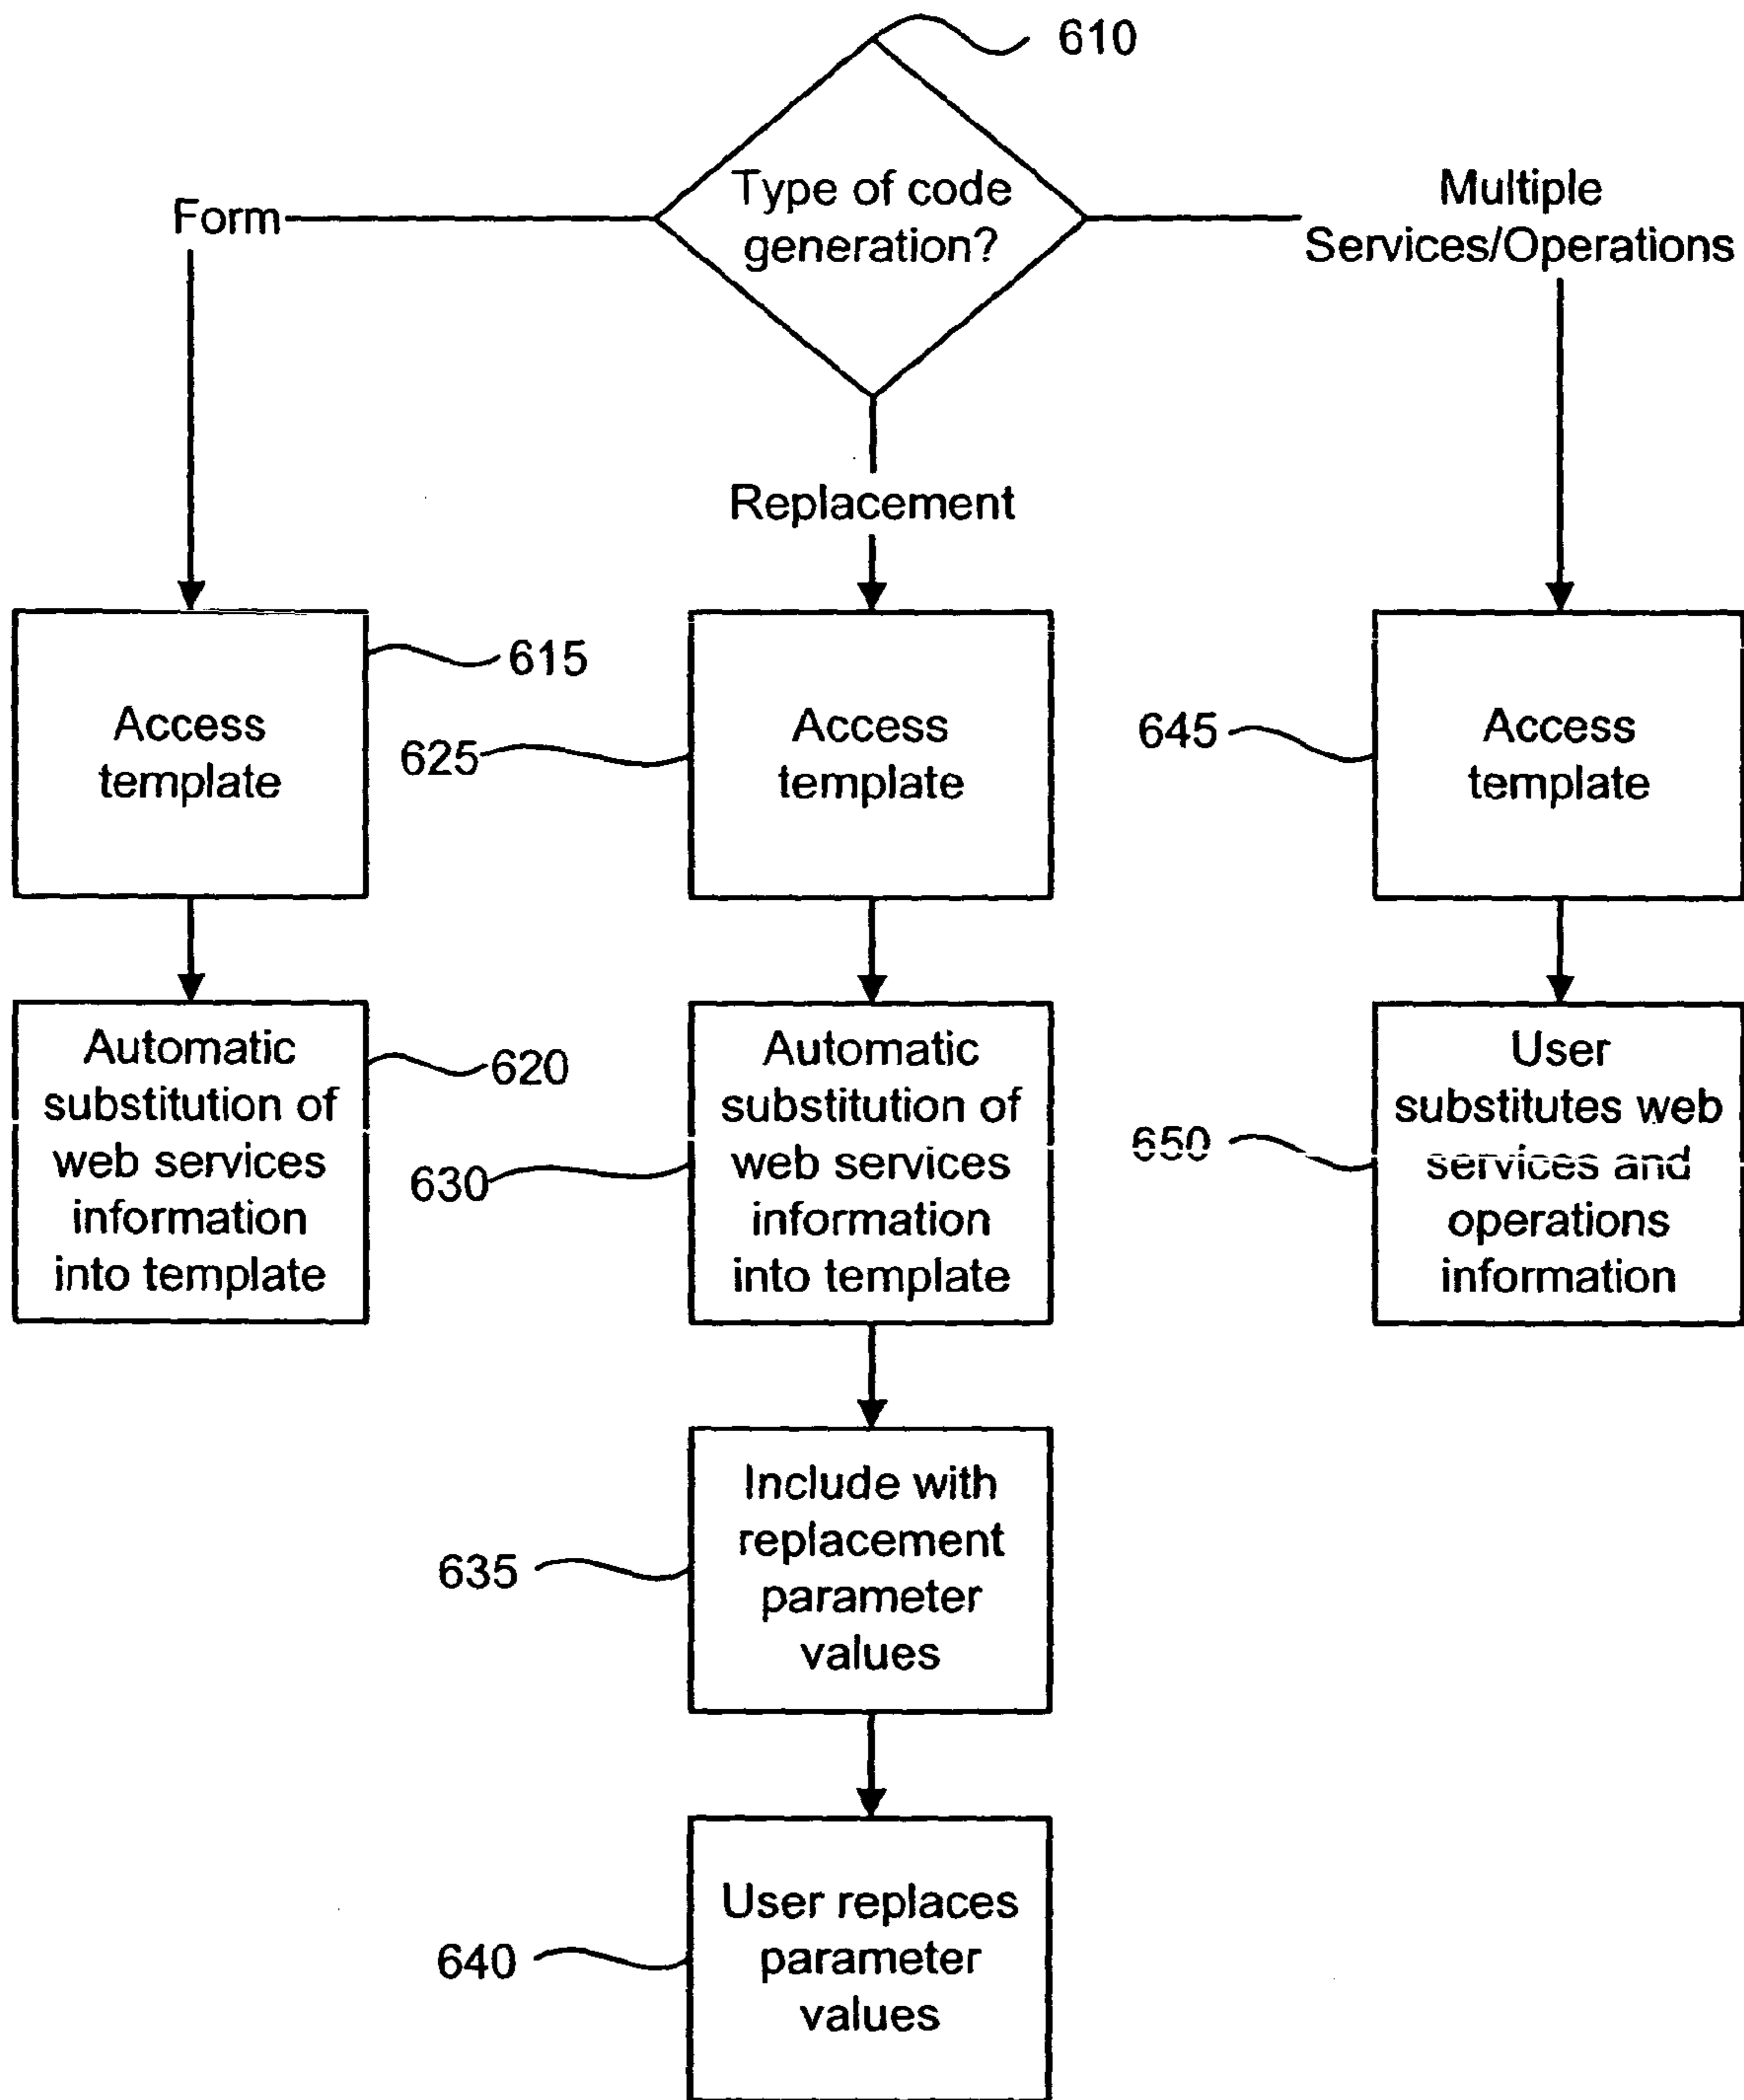 610
Type of code
generation?
Form
Multiple
Services/Operations
Replacement
Access
template
615
625
Access
template
645
Access
template
Automatic
substitution of
web services
information
into template
620
630
Automatic
substitution of
web services
information
into template
650
User
substitutes web
services and
operations
information
635
Include with
replacement
parameter
values
640
User replaces
parameter
values